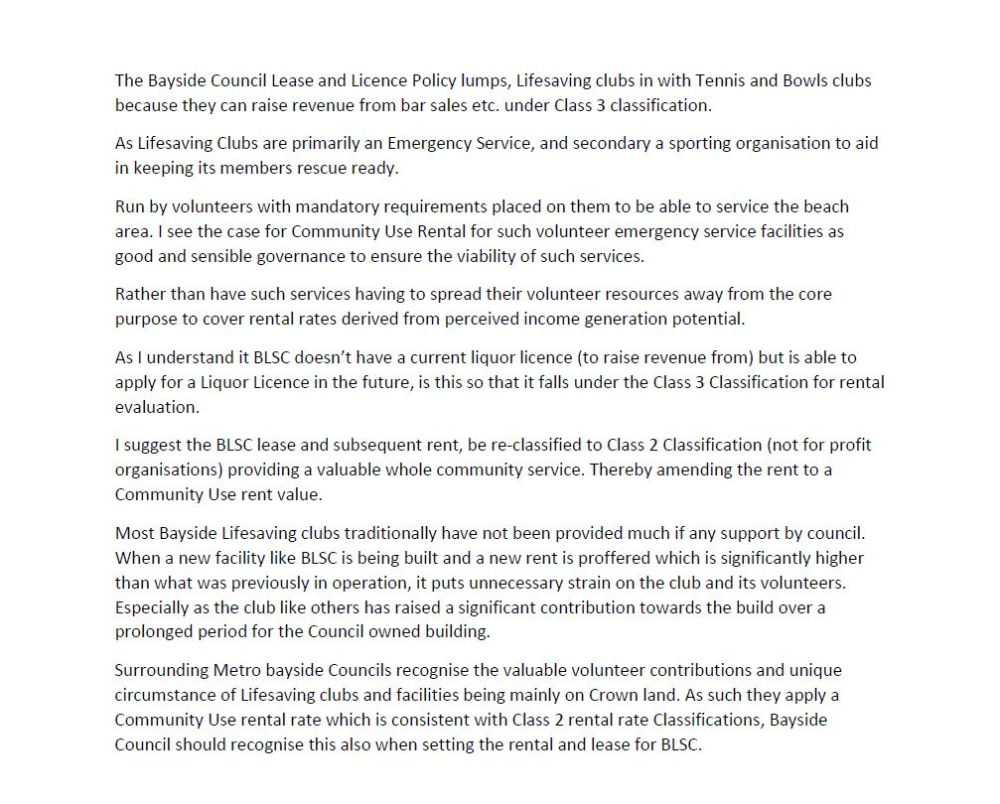 The Bayside Council Lease and Licence Policy lumps, Lifesaving clubs in with Tennis and Bowls clubs
because they can raise revenue from bar sales etc. under Class 3 classification.
As Lifesaving Clubs are primarily an Emergency Service, and secondary a sporting organisation to aid
in keeping its members rescue ready.
Run by volunteers with mandatory requirements placed on them to be able to service the beach
area. I see the case for Community Use Rental for such volunteer emergency service facilities as
good and sensible governance to ensure the viability of such services.
Rather than have such services having to spread their volunteer resources away from the core
purpose to cover rental rates derived from perceived income generation potential.
As I understand it BLSC doesn’t have a current liquor licence (to raise revenue from) but is able to
apply for a Liquor Licence in the future, is this so that it falls under the Class 3 Classification for rental
evaluation.
I suggest the BLSC lease and subsequent rent, be re-classified to Class 2 Classification (not for profit
organisations) providing a valuable whole community service. Thereby amending the rent to a
Community Use rent value.
Most Bayside Lifesaving clubs traditionally have not been provided much if any support by council.
When a new facility like BLSC is being built and a new rent is proffered which is significantly higher
than what was previously in operation, it puts unnecessary strain on the club and its volunteers.
Especially as the club like others has raised a significant contribution towards the build over a
prolonged period for the Council owned building.
Surrounding Metro bayside Councils recognise the valuable volunteer contributions and unique
circumstance of Lifesaving clubs and facilities being mainly on Crown land. As such they apply a
Community Use rental rate which is consistent with Class 2 rental rate Classifications, Bayside
Council should recognise this also when setting the rental and lease for BLSC.